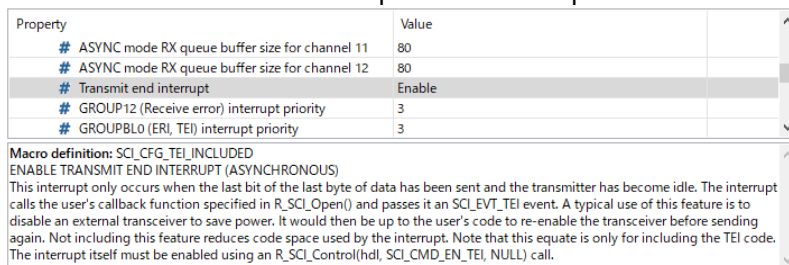 Property Value
# ASYNC mode RX queue buffer size for channel 11 80
# ASYNC mode RX queue buffer size for channel 12 80
# Transmit end interrupt Enable
# GROUP12 (Receive error) interrupt priority 3
# GROUPBL0 (ERI, TEI) interrupt priority 3
Macro definition: SCI_CFG_TEI_INCLUDED
ENABLE TRANSMIT END INTERRUPT (ASYNCHRONOUS)
This interrupt only occurs when the last bit of the last byte of data has been sent and the transmitter has become idle. The interrupt
calls the user's callback function specified in R_SCI_Open() and passes it an SCI_EVT_TEI event. A typical use of this feature is to
disable an external transceiver to save power. It would then be up to the user's code to re-enable the transceiver before sending
again. Not including this feature reduces code space used by the interrupt. Note that this equate is only for including the TEI code.
The interrupt itself must be enabled using an R_SCI_Control(hdl, SCI_CMD_EN_TEI, NULL) call.